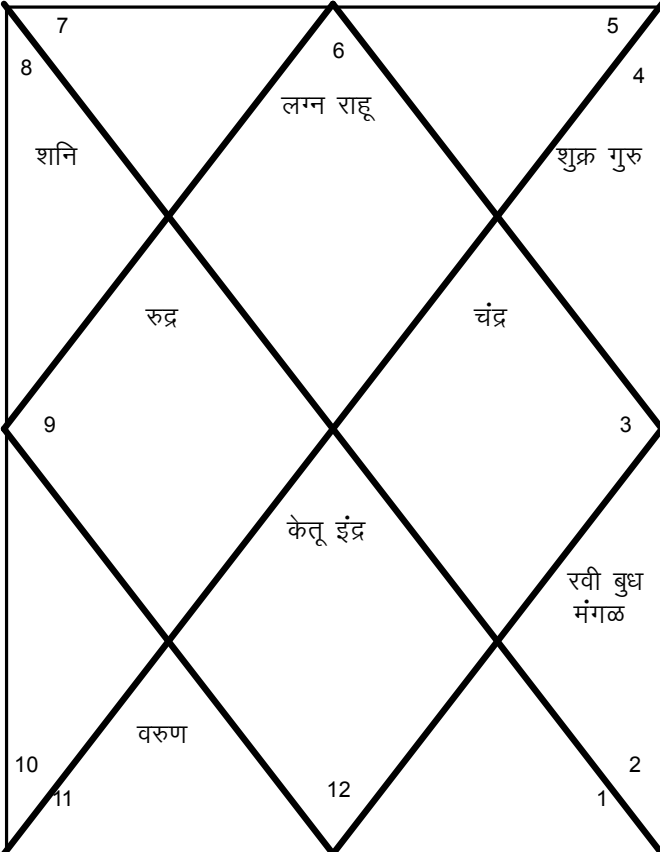 7
5
6
8
4
लग्न राहू
शनि
शुक्र गुरु
रुद्र
चंद्र
9
3
केतू इंद्र
रवी बुध
मंगळ
वरुण
10
2
12
11
1